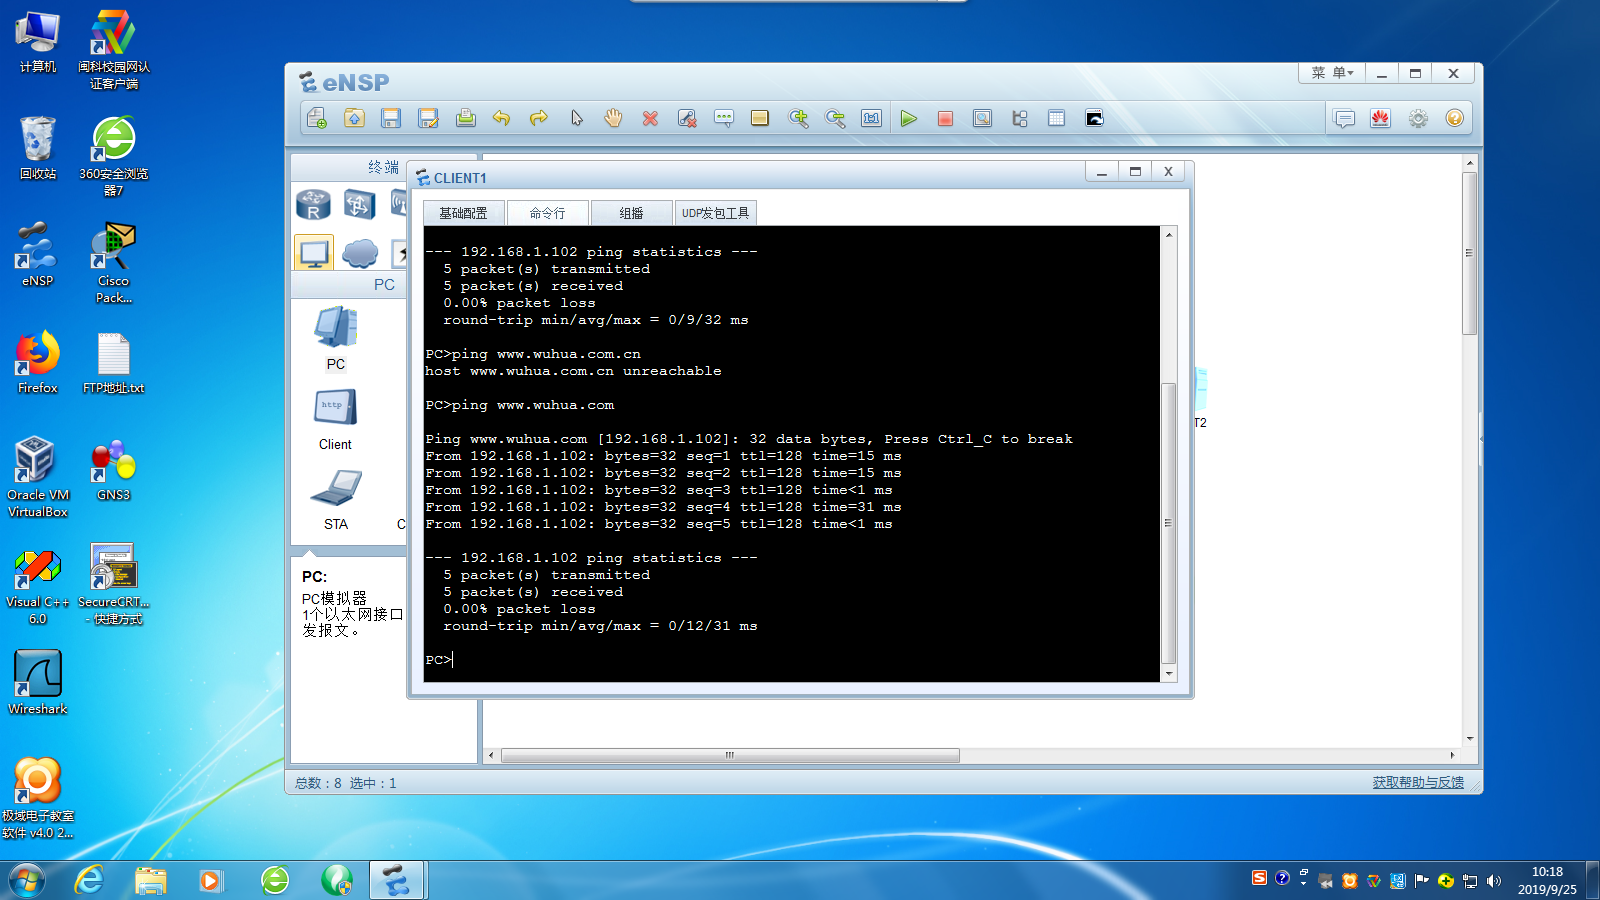 计算机
闽科校园网认
证客户端
回收站
360安全浏览
器7
eNSP
Cisco
Pack...
Firefox
FTP地址.txt
Oracle VM
VirtualBox
GNS3
Visual C++
6.0
SecureCRT...
- 快捷方式
Wireshark
极域电子教室
软件 v4.0 2...
eNSP
菜 单
终端
PC
PC
http
Client
STA
C
PC:
PC模拟器
1个以太网接口
发报文。
CLIENT1
基础配置
命令行
组播
UDP发包工具
--- 192.168.1.102 ping statistics ---
5 packet(s) transmitted
5 packet(s) received
0.00% packet loss
round-trip min/avg/max = 0/9/32 ms
PC>ping www.wuhua.com.cn
host www.wuhua.com.cn unreachable
PC>ping www.wuhua.com
Ping www.wuhua.com [192.168.1.102]: 32 data bytes, Press Ctrl_C to break
From 192.168.1.102: bytes=32 seq=1 ttl=128 time=15 ms
From 192.168.1.102: bytes=32 seq=2 ttl=128 time=15 ms
From 192.168.1.102: bytes=32 seq=3 ttl=128 time<1 ms
From 192.168.1.102: bytes=32 seq=4 ttl=128 time=31 ms
From 192.168.1.102: bytes=32 seq=5 ttl=128 time<1 ms
--- 192.168.1.102 ping statistics ---
5 packet(s) transmitted
5 packet(s) received
0.00% packet loss
round-trip min/avg/max = 0/12/31 ms
PC>
T2
总数：8 选中：1
获取帮助与反馈
10:18
2019/9/25